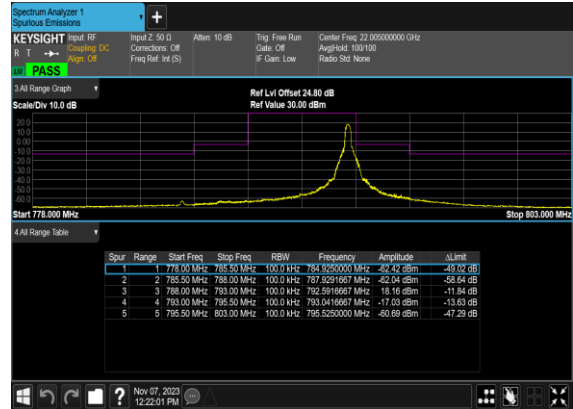 Spectrum Analyzer 1
Spurious Emissions
KEYSIGHT Input: RF Input Z: 50 Ω Atten: 10 dB Trig: Free Run Center Freq: 22.005000000 GHz
R T Coupling: DC Corrections: Off Gate: Off Avg|Hold: 100/100
Align: Off Freq Ref: Int (S) IF Gain: Low Radio Std: None
PASS
3 All Range Graph
Ref Lvl Offset 24.80 dB
Scale/Div 10.0 dB Ref Value 30.00 dBm
20.0
10.0
0.00
-10.0
-20.0
-30.0
-40.0
-50.0
-60.0
Start 778.000 MHz Stop 803.000 MHz
4 All Range Table
Spur Range Start Freq Stop Freq RBW Frequency Amplitude ΔLimit
1 1 778.00 MHz 785.50 MHz 100.0 kHz 784.9250000 MHz -62.42 dBm -49.02 dB
2 2 785.50 MHz 788.00 MHz 100.0 kHz 787.9291667 MHz -62.04 dBm -58.64 dB
3 3 788.00 MHz 793.00 MHz 100.0 kHz 792.5916667 MHz 18.16 dBm -11.84 dB
4 4 793.00 MHz 795.50 MHz 100.0 kHz 793.0416667 MHz -17.03 dBm -13.63 dB
5 5 795.50 MHz 803.00 MHz 100.0 kHz 795.5250000 MHz -60.69 dBm -47.29 dB
? Nov 07, 2023
12:22:01 PM